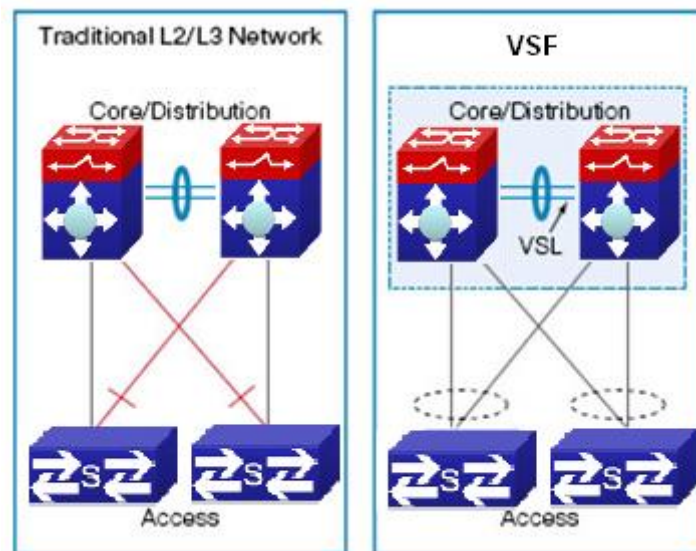 Traditional L2/L3 Network
Core/Distribution
S
S
Access
VSF
Core/Distribution
VSL
S
S
Access